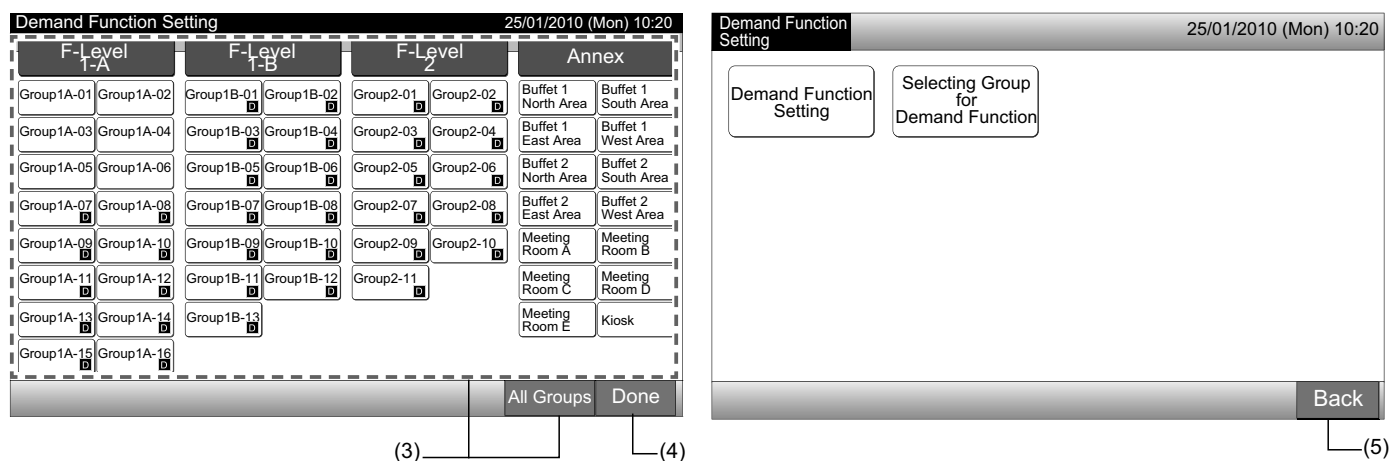 Demand Function Setting 25/01/2010 (Mon) 10:20
F-Level
1-A
F-Level
1-B
F-Level
2
Annex
Group1A-01 Group1A-02 Group1B-01 D Group1B-02 D Group2-01 D Group2-02 D Buffet 1 North Area Buffet 1 South Area
Group1A-03 Group1A-04 Group1B-03 D Group1B-04 D Group2-03 D Group2-04 D Buffet 1 East Area Buffet 1 West Area
Group1A-05 Group1A-06 Group1B-05 D Group1B-06 D Group2-05 D Group2-06 D Buffet 2 North Area Buffet 2 South Area
Group1A-07 D Group1A-08 D Group1B-07 D Group1B-08 D Group2-07 D Group2-08 D Buffet 2 East Area Buffet 2 West Area
Group1A-09 D Group1A-10 D Group1B-09 D Group1B-10 D Group2-09 D Group2-10 D Meeting Room A Meeting Room B
Group1A-11 D Group1A-12 D Group1B-11 D Group1B-12 D Group2-11 D Meeting Room C Meeting Room D
Group1A-13 D Group1A-14 D Group1B-13 D Meeting Room E Kiosk
Group1A-15 D Group1A-16 D
All Groups Done
(3) (4)
Demand Function
Setting
25/01/2010 (Mon) 10:20
Demand Function
Setting
Selecting Group
for
Demand Function
Back
(5)